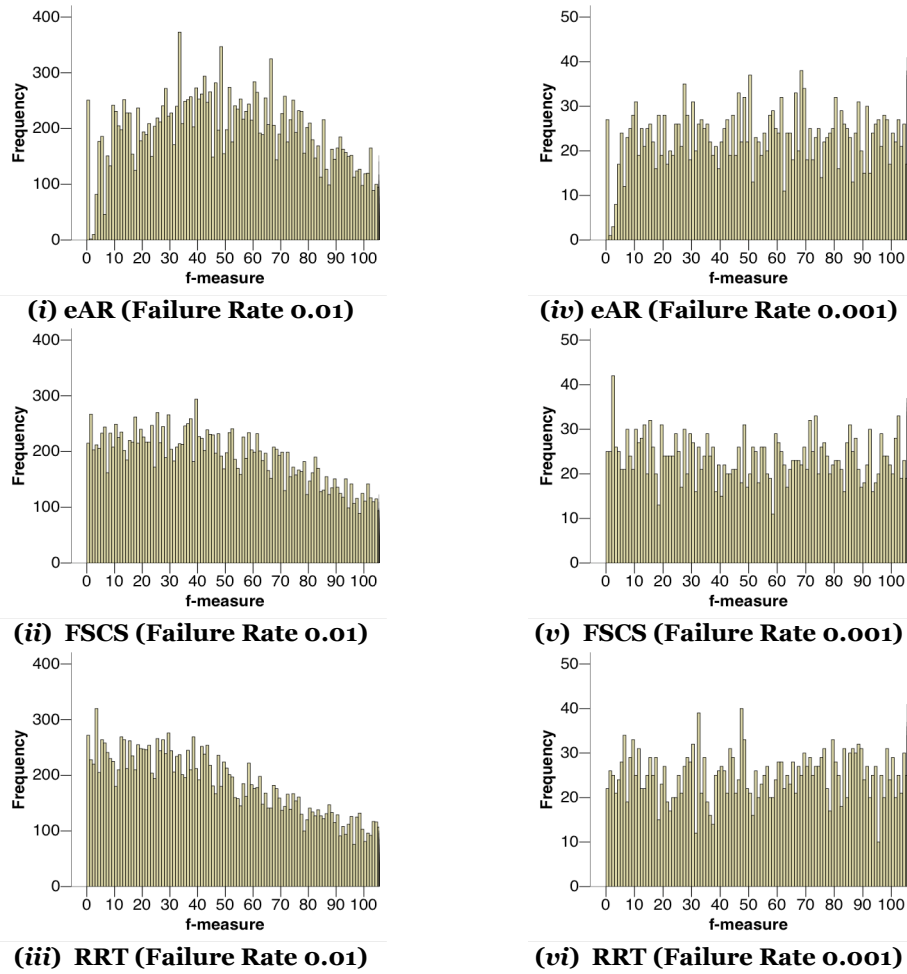 400
300
200
100
0
Frequency
0 10 20 30 40 50 60 70 80 90 100
f-measure
(i) eAR (Failure Rate 0.01)
50
40
30
20
10
0
Frequency
0 10 20 30 40 50 60 70 80 90 100
f-measure
(iv) eAR (Failure Rate 0.001)
400
300
200
100
0
Frequency
0 10 20 30 40 50 60 70 80 90 100
f-measure
(ii) FSCS (Failure Rate 0.01)
50
40
30
20
10
0
Frequency
0 10 20 30 40 50 60 70 80 90 100
f-measure
(v) FSCS (Failure Rate 0.001)
400
300
200
100
0
Frequency
0 10 20 30 40 50 60 70 80 90 100
f-measure
(iii) RRT (Failure Rate 0.01)
50
40
30
20
10
0
Frequency
0 10 20 30 40 50 60 70 80 90 100
f-measure
(vi) RRT (Failure Rate 0.001)